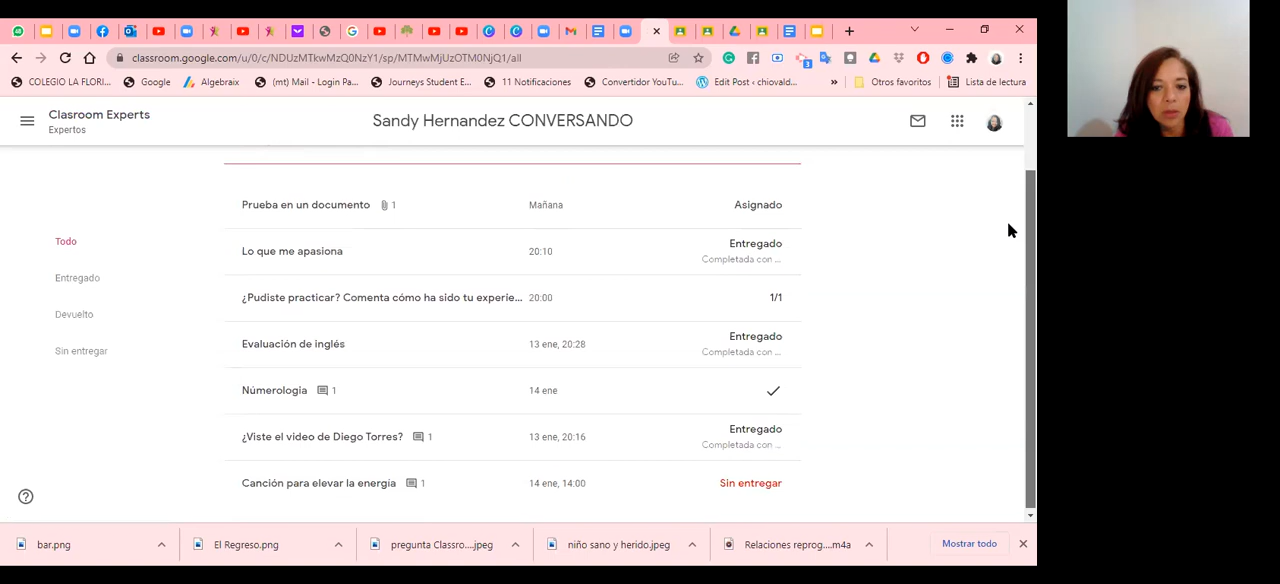 classroom.google.com/u/0/c/NDUzMTkwMzQ0NzY1/sp/MTMwMjUzOTM0NjQ1/all
3
COLEGIO LA FLORI...
Google
Algebraix
(mt) Mail - Login Pa...
Journeys Student E...
11 Notificaciones
Convertidor YouTu...
Edit Post ‹ chiovald...
»
Otros favoritos
Lista de lectura
Clasroom Experts
Expertos
Sandy Hernandez CONVERSANDO
Todo
Entregado
Devuelto
Sin entregar
Prueba en un documento 1 Mañana Asignado
Lo que me apasiona 20:10 Entregado
Completada con ...
¿Pudiste practicar? Comenta cómo ha sido tu experie... 20:00 1/1
Evaluación de inglés 13 ene, 20:28 Entregado
Completada con ...
Númerologia 1 14 ene
¿Viste el video de Diego Torres? 1 13 ene, 20:16 Entregado
Completada con ...
Canción para elevar la energía 1 14 ene, 14:00 Sin entregar
bar.png
El Regreso.png
pregunta Classro....jpeg
niño sano y herido.jpeg
Relaciones reprog....m4a
Mostrar todo